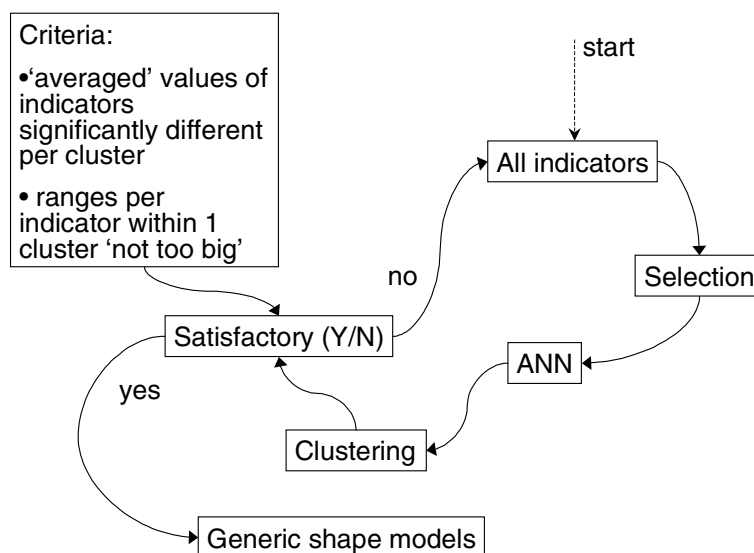 Criteria:
•‘averaged’ values of
indicators
significantly different
per cluster
• ranges per
indicator within 1
cluster ‘not too big’
start
All indicators
no
Selection
Satisfactory (Y/N)
ANN
yes
Clustering
Generic shape models